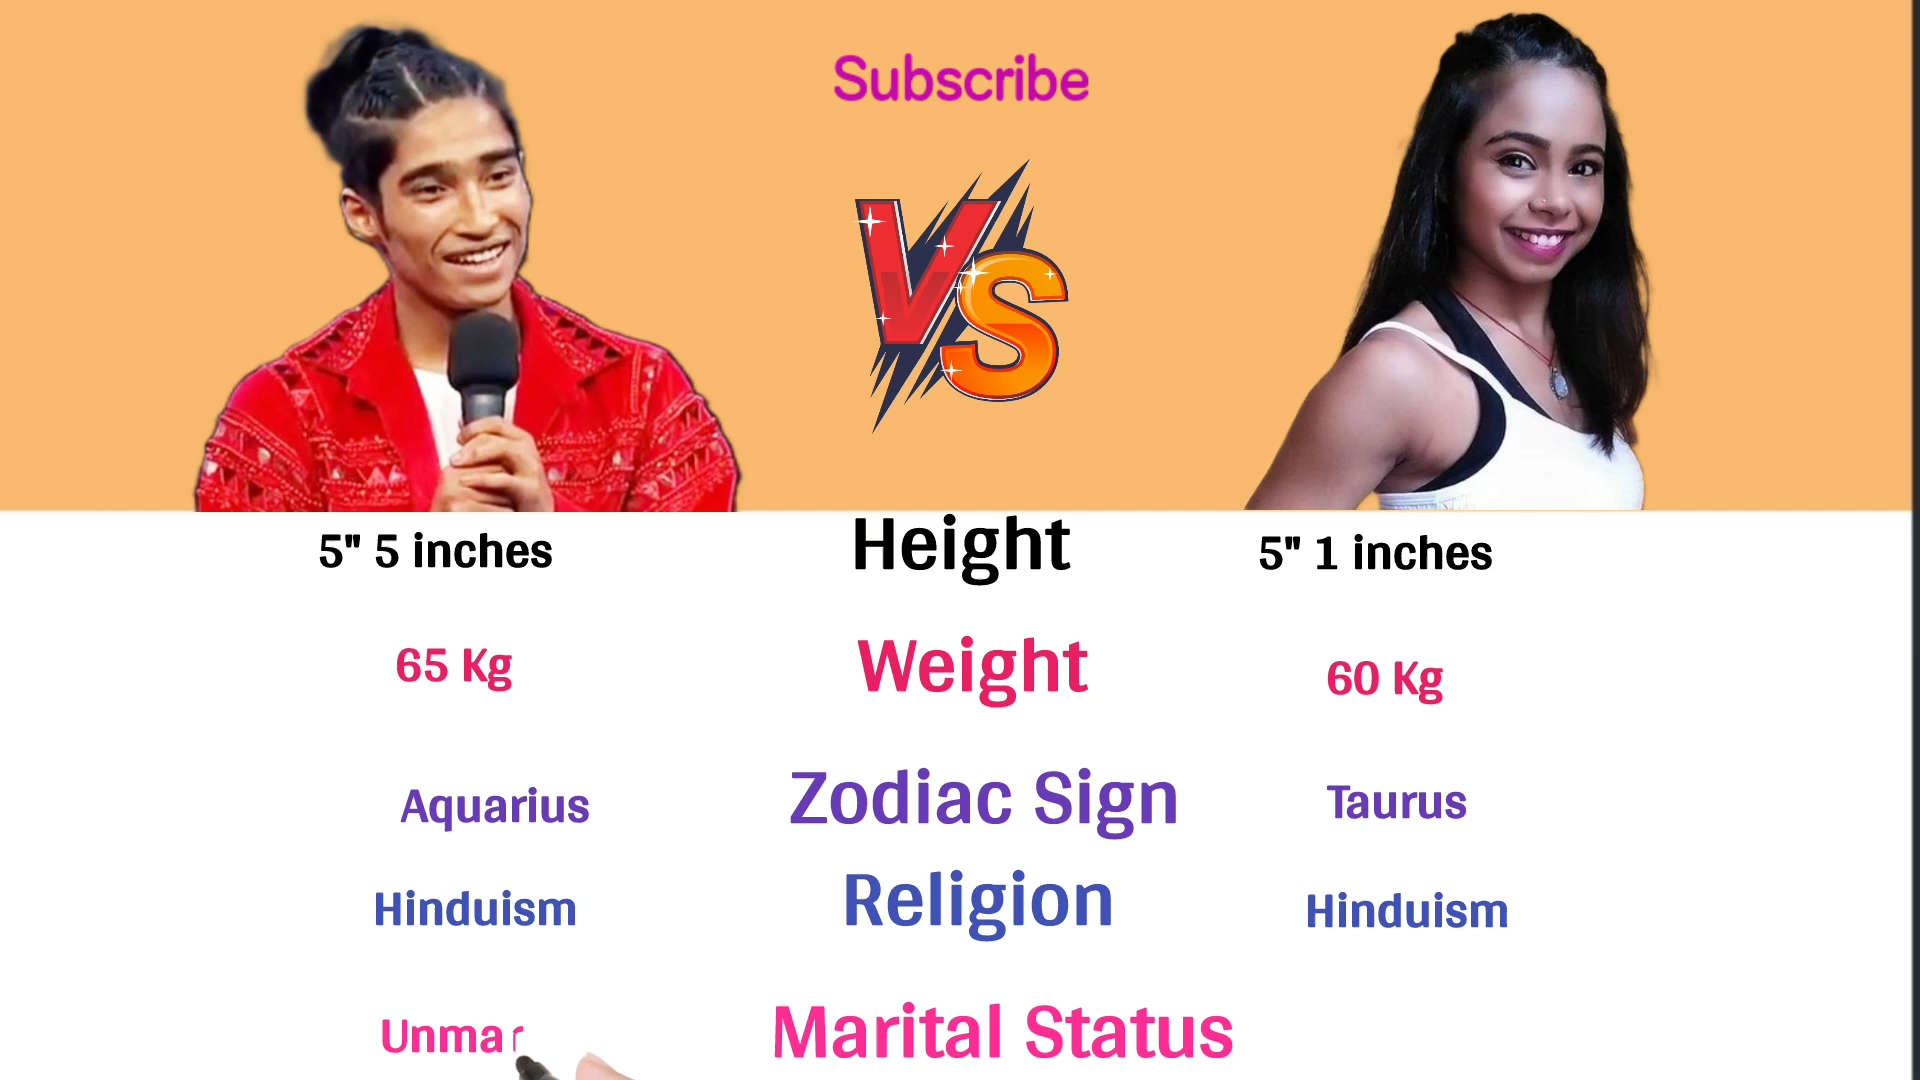 Subscribe
VS
5" 5 inches Height 5" 1 inches
65 Kg Weight 60 Kg
Aquarius Zodiac Sign Taurus
Hinduism Religion Hinduism
Unmar Marital Status